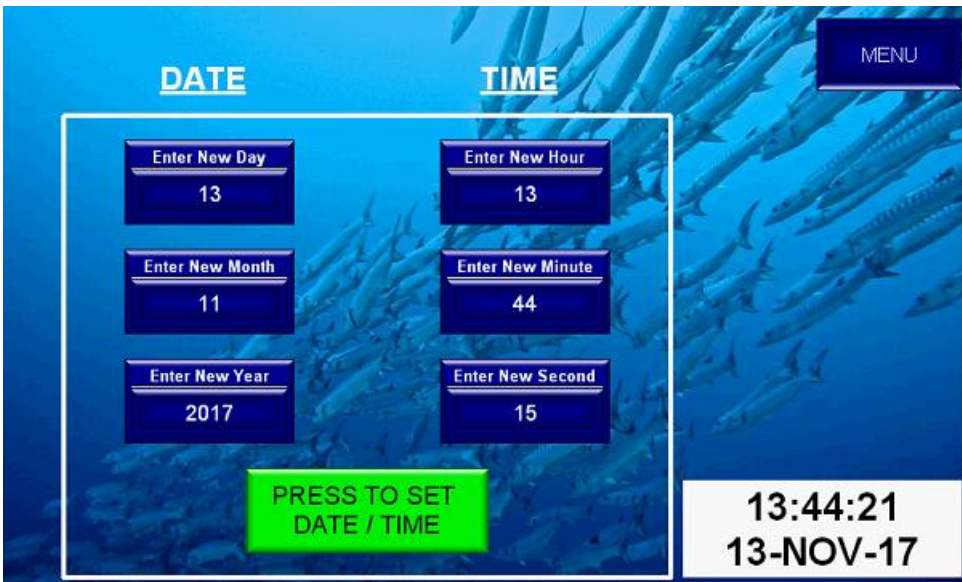 MENU
DATE
TIME
Enter New Day
13
Enter New Hour
13
Enter New Month
11
Enter New Minute
44
Enter New Year
2017
Enter New Second
15
PRESS TO SET
DATE / TIME
13:44:21
13-NOV-17